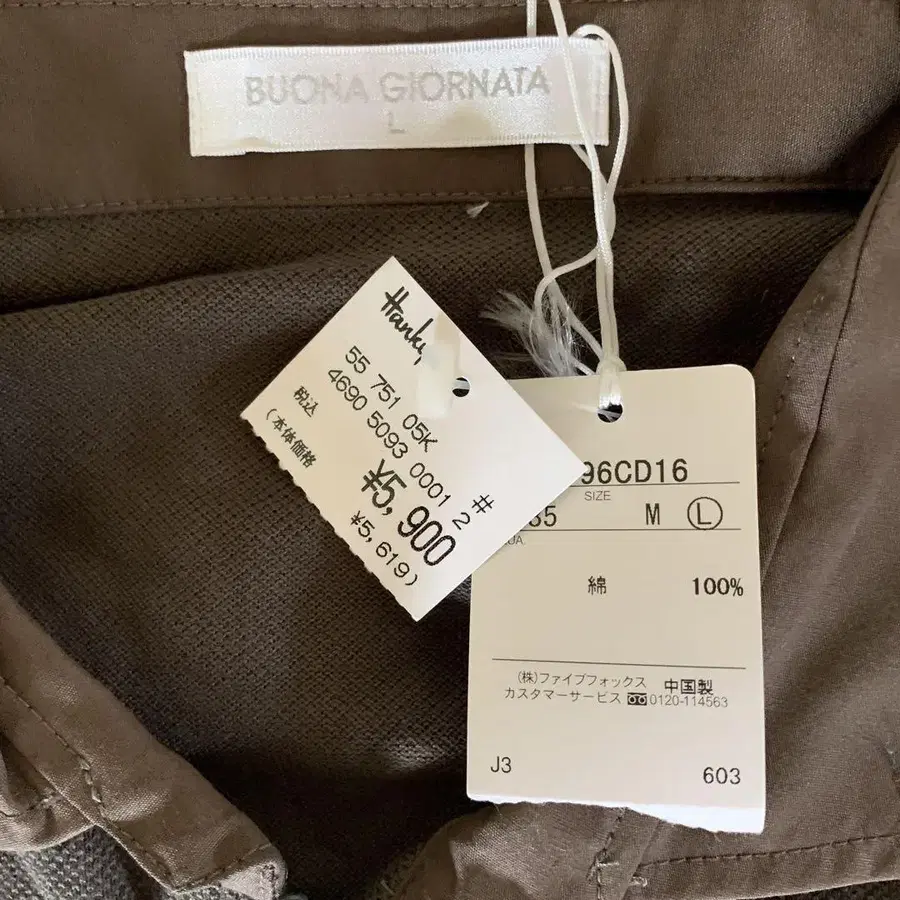 BUONA GIORNATA
L
Hanky,
55 751 05K
4690 5093 0001 2 #
税込 ¥5,900
(本体価格 ¥5,619)
96CD16
SIZE
M Ⓛ
綿 100%
(株)ファイブフォックス 中国製
カスタマーサービス 0120-114563
J3 603